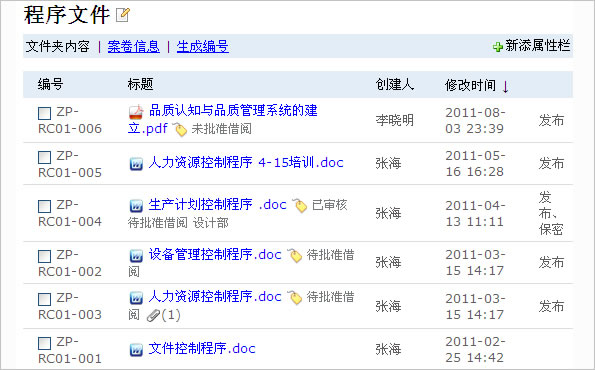 程序文件
文件夹内容 | 案卷信息 | 生成编号 新添属性栏
编号 标题 创建人 修改时间 ↓
ZP-RC01-006 品质认知与品质管理系统的建立.pdf 未批准借阅 李晓明 2011-08-03 23:39 发布
ZP-RC01-005 人力资源控制程序 4-15培训.doc 张海 2011-05-16 16:28 发布
ZP-RC01-004 生产计划控制程序 .doc 已审核 待批准借阅 设计部 张海 2011-04-13 11:11 发布、保密
ZP-RC01-002 设备管理控制程序.doc 待批准借阅 张海 2011-03-15 14:17 发布
ZP-RC01-003 人力资源控制程序.doc 待批准借阅 (1) 张海 2011-03-15 14:17 发布
ZP-RC01-001 文件控制程序.doc 张海 2011-02-25 14:42